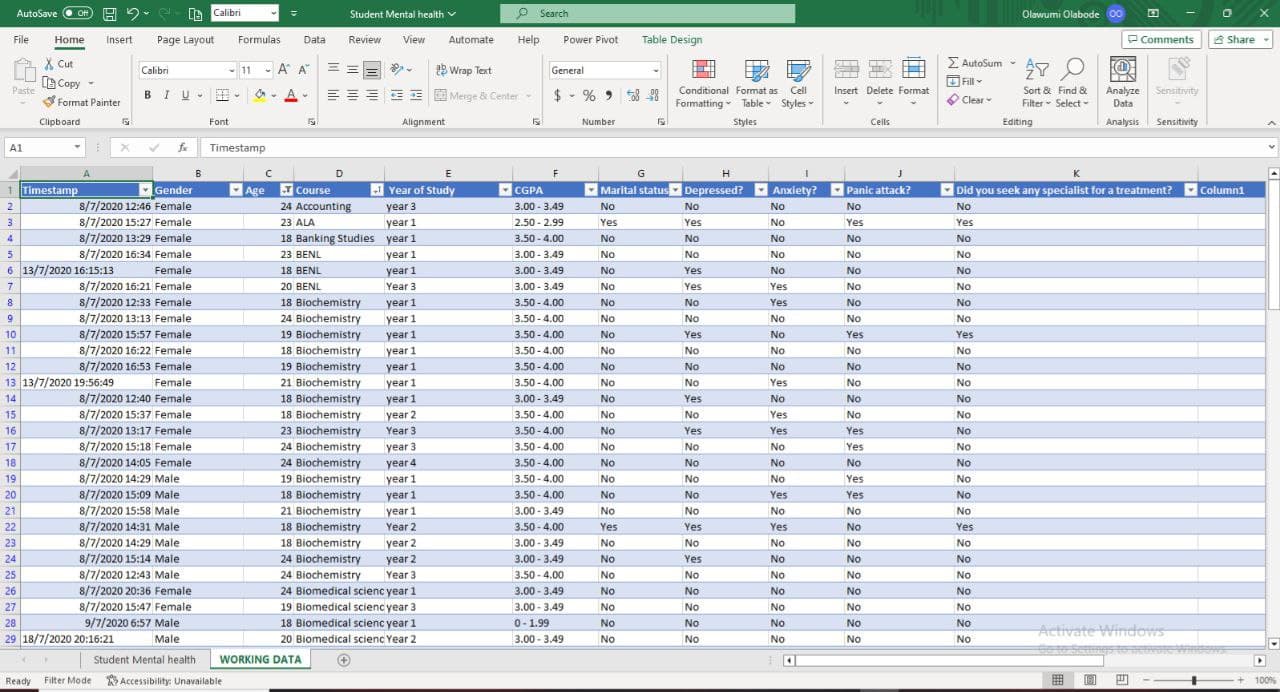 AutoSave Off Calibri Student Mental health Search Olawumi Olabode OO
File Home Insert Page Layout Formulas Data Review View Automate Help Power Pivot Table Design Comments Share
Paste Cut Copy Format Painter Calibri 11 A A B I U A Wrap Text Merge & Center General $ % 9 Conditional Formatting Format as Table Cell Styles Insert Delete Format AutoSum Fill Clear Sort & Filter Find & Select Analyze Data Sensitivity
Clipboard Font Alignment Number Styles Cells Editing Analysis Sensitivity
A1 fx Timestamp
A B C D E F G H I J K
1 Timestamp Gender Age Course Year of Study CGPA Marital status Depressed? Anxiety? Panic attack? Did you seek any specialist for a treatment? Column1
2 8/7/2020 12:46 Female 24 Accounting year 3 3.00 - 3.49 No No No No No
3 8/7/2020 15:27 Female 23 ALA year 1 2.50 - 2.99 Yes Yes No Yes Yes
4 8/7/2020 13:29 Female 18 Banking Studies year 1 3.50 - 4.00 No No No No No
5 8/7/2020 16:34 Female 23 BENL year 1 3.00 - 3.49 No No No No No
6 13/7/2020 16:15:13 Female 18 BENL year 1 3.00 - 3.49 No Yes No No No
7 8/7/2020 16:21 Female 20 BENL Year 3 3.00 - 3.49 No Yes Yes No No
8 8/7/2020 12:33 Female 18 Biochemistry year 1 3.50 - 4.00 No No Yes No No
9 8/7/2020 13:13 Female 24 Biochemistry year 1 3.50 - 4.00 No No No No No
10 8/7/2020 15:57 Female 19 Biochemistry year 1 3.50 - 4.00 No Yes No Yes Yes
11 8/7/2020 16:22 Female 18 Biochemistry year 1 3.50 - 4.00 No No No No No
12 8/7/2020 16:53 Female 19 Biochemistry year 1 3.50 - 4.00 No No No No No
13 13/7/2020 19:56:49 Female 21 Biochemistry year 1 3.50 - 4.00 No No Yes No No
14 8/7/2020 12:40 Female 18 Biochemistry year 1 3.00 - 3.49 No Yes No No No
15 8/7/2020 15:37 Female 18 Biochemistry year 2 3.50 - 4.00 No No Yes No No
16 8/7/2020 13:17 Female 23 Biochemistry Year 3 3.50 - 4.00 No Yes Yes Yes No
17 8/7/2020 15:18 Female 24 Biochemistry year 3 3.50 - 4.00 No No No Yes No
18 8/7/2020 14:05 Female 24 Biochemistry year 4 3.50 - 4.00 No No No No No
19 8/7/2020 14:29 Male 19 Biochemistry year 1 3.50 - 4.00 No No No Yes No
20 8/7/2020 15:09 Male 18 Biochemistry year 1 3.50 - 4.00 No No Yes Yes No
21 8/7/2020 15:58 Male 21 Biochemistry year 1 3.00 - 3.49 No No No No No
22 8/7/2020 14:31 Male 18 Biochemistry Year 2 3.50 - 4.00 Yes Yes Yes No Yes
23 8/7/2020 14:29 Male 18 Biochemistry year 2 3.00 - 3.49 No No No No No
24 8/7/2020 15:14 Male 24 Biochemistry year 2 3.00 - 3.49 No Yes No No No
25 8/7/2020 12:43 Male 24 Biochemistry Year 3 3.50 - 4.00 No No No No No
26 8/7/2020 20:36 Female 24 Biomedical scienc year 1 3.00 - 3.49 No No No No No
27 8/7/2020 15:47 Female 19 Biomedical scienc year 3 3.00 - 3.49 No No No No No
28 9/7/2020 6:57 Male 18 Biomedical scienc year 1 0 - 1.99 No No No No No
29 18/7/2020 20:16:21 Male 20 Biomedical scienc Year 2 3.00 - 3.49 No No No No No
Activate Windows
Go to Settings to activate Windows.
Student Mental health WORKING DATA
Ready Filter Mode Accessibility: Unavailable 100%